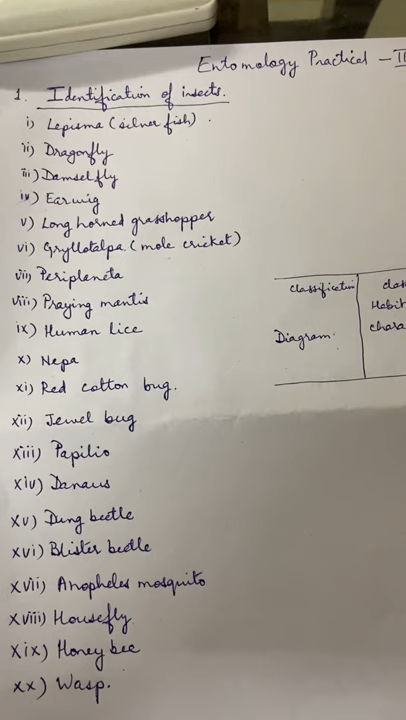 Entomology Practical - II
1. Identification of insects.
i) Lepisma (silver fish).
ii) Dragonfly
iii) Damselfly
iv) Earwig
v) Long horned grasshopper
vi) Gryllotalpa (mole cricket)
vii) Periplaneta
viii) Praying mantis
ix) Human lice
x) Nepa
xi) Red cotton bug.
xii) Jewel bug
xiii) Papilio
xiv) Danaus
xv) Dung beetle
xvi) Blister beetle
xvii) Anopheles mosquito
xviii) Housefly
xix) Honey bee
xx) Wasp.
Classification
Diagram:
Habit
chara